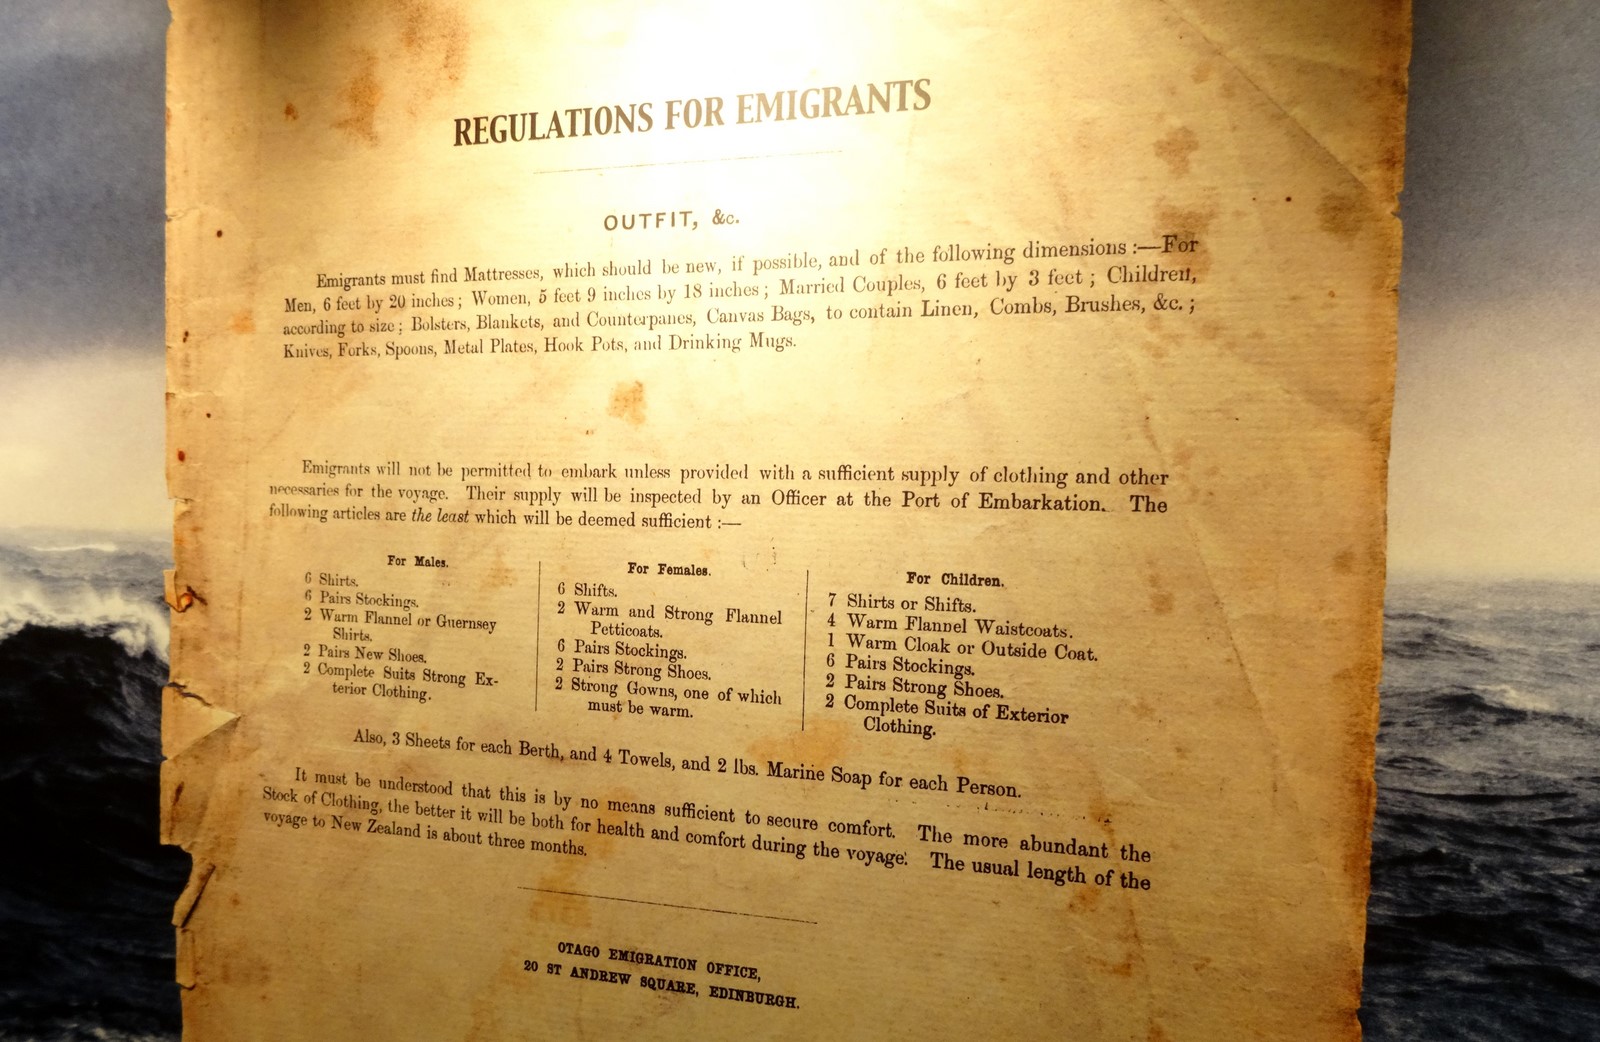 REGULATIONS FOR EMIGRANTS
OUTFIT, &c.
Emigrants must find Mattresses, which should be new, if possible, and of the following dimensions :—For
Men, 6 feet by 20 inches ; Women, 5 feet 9 inches by 18 inches ; Married Couples, 6 feet by 3 feet ; Children,
according to size ; Bolsters, Blankets, and Counterpanes, Canvas Bags, to contain Linen, Combs, Brushes, &c. ;
Knives, Forks, Spoons, Metal Plates, Hook Pots, and Drinking Mugs.
Emigrants will not be permitted to embark unless provided with a sufficient supply of clothing and other
necessaries for the voyage. Their supply will be inspected by an Officer at the Port of Embarkation. The
following articles are the least which will be deemed sufficient :—
For Males.
6 Shirts.
6 Pairs Stockings.
2 Warm Flannel or Guernsey
Shirts.
2 Pairs New Shoes.
2 Complete Suits Strong Ex-
terior Clothing.
For Females.
6 Shifts.
2 Warm and Strong Flannel
Petticoats.
6 Pairs Stockings.
2 Pairs Strong Shoes.
2 Strong Gowns, one of which
must be warm.
For Children.
7 Shirts or Shifts.
4 Warm Flannel Waistcoats.
1 Warm Cloak or Outside Coat.
6 Pairs Stockings.
2 Pairs Strong Shoes.
2 Complete Suits of Exterior
Clothing.
Also, 3 Sheets for each Berth, and 4 Towels, and 2 lbs. Marine Soap for each Person.
It must be understood that this is by no means sufficient to secure comfort. The more abundant the
Stock of Clothing, the better it will be both for health and comfort during the voyage. The usual length of the
voyage to New Zealand is about three months.
OTAGO EMIGRATION OFFICE,
20 ST ANDREW SQUARE, EDINBURGH.